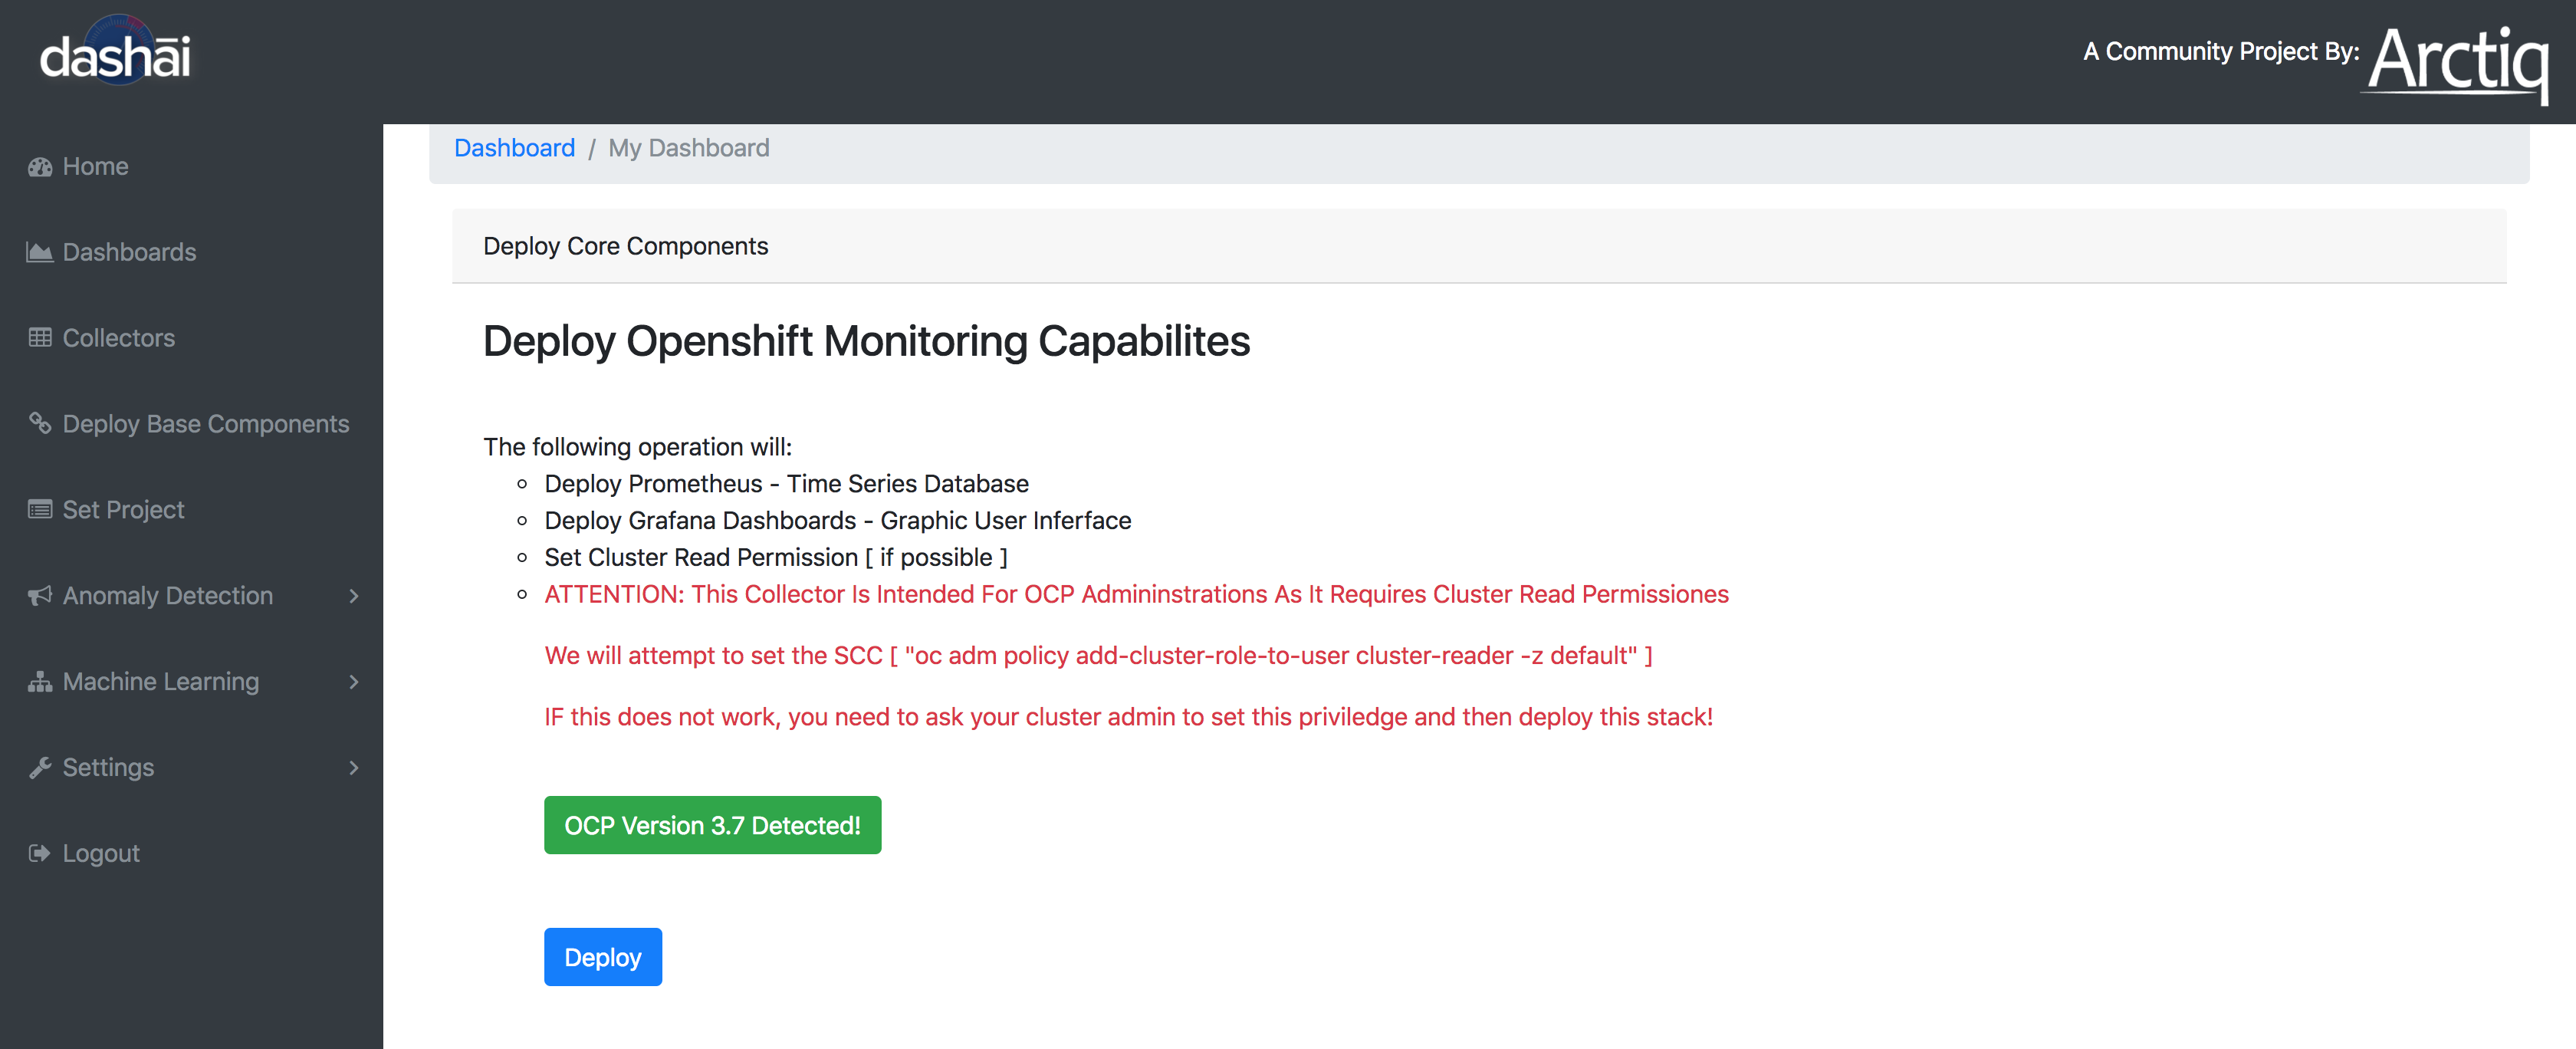 dashāi
A Community Project By: Arctiq
Home
Dashboards
Collectors
Deploy Base Components
Set Project
Anomaly Detection
Machine Learning
Settings
Logout
Dashboard / My Dashboard
Deploy Core Components
Deploy Openshift Monitoring Capabilites
The following operation will:
Deploy Prometheus - Time Series Database
Deploy Grafana Dashboards - Graphic User Inferface
Set Cluster Read Permission [ if possible ]
ATTENTION: This Collector Is Intended For OCP Admininstrations As It Requires Cluster Read Permissiones
We will attempt to set the SCC [ "oc adm policy add-cluster-role-to-user cluster-reader -z default" ]
IF this does not work, you need to ask your cluster admin to set this priviledge and then deploy this stack!
OCP Version 3.7 Detected!
Deploy